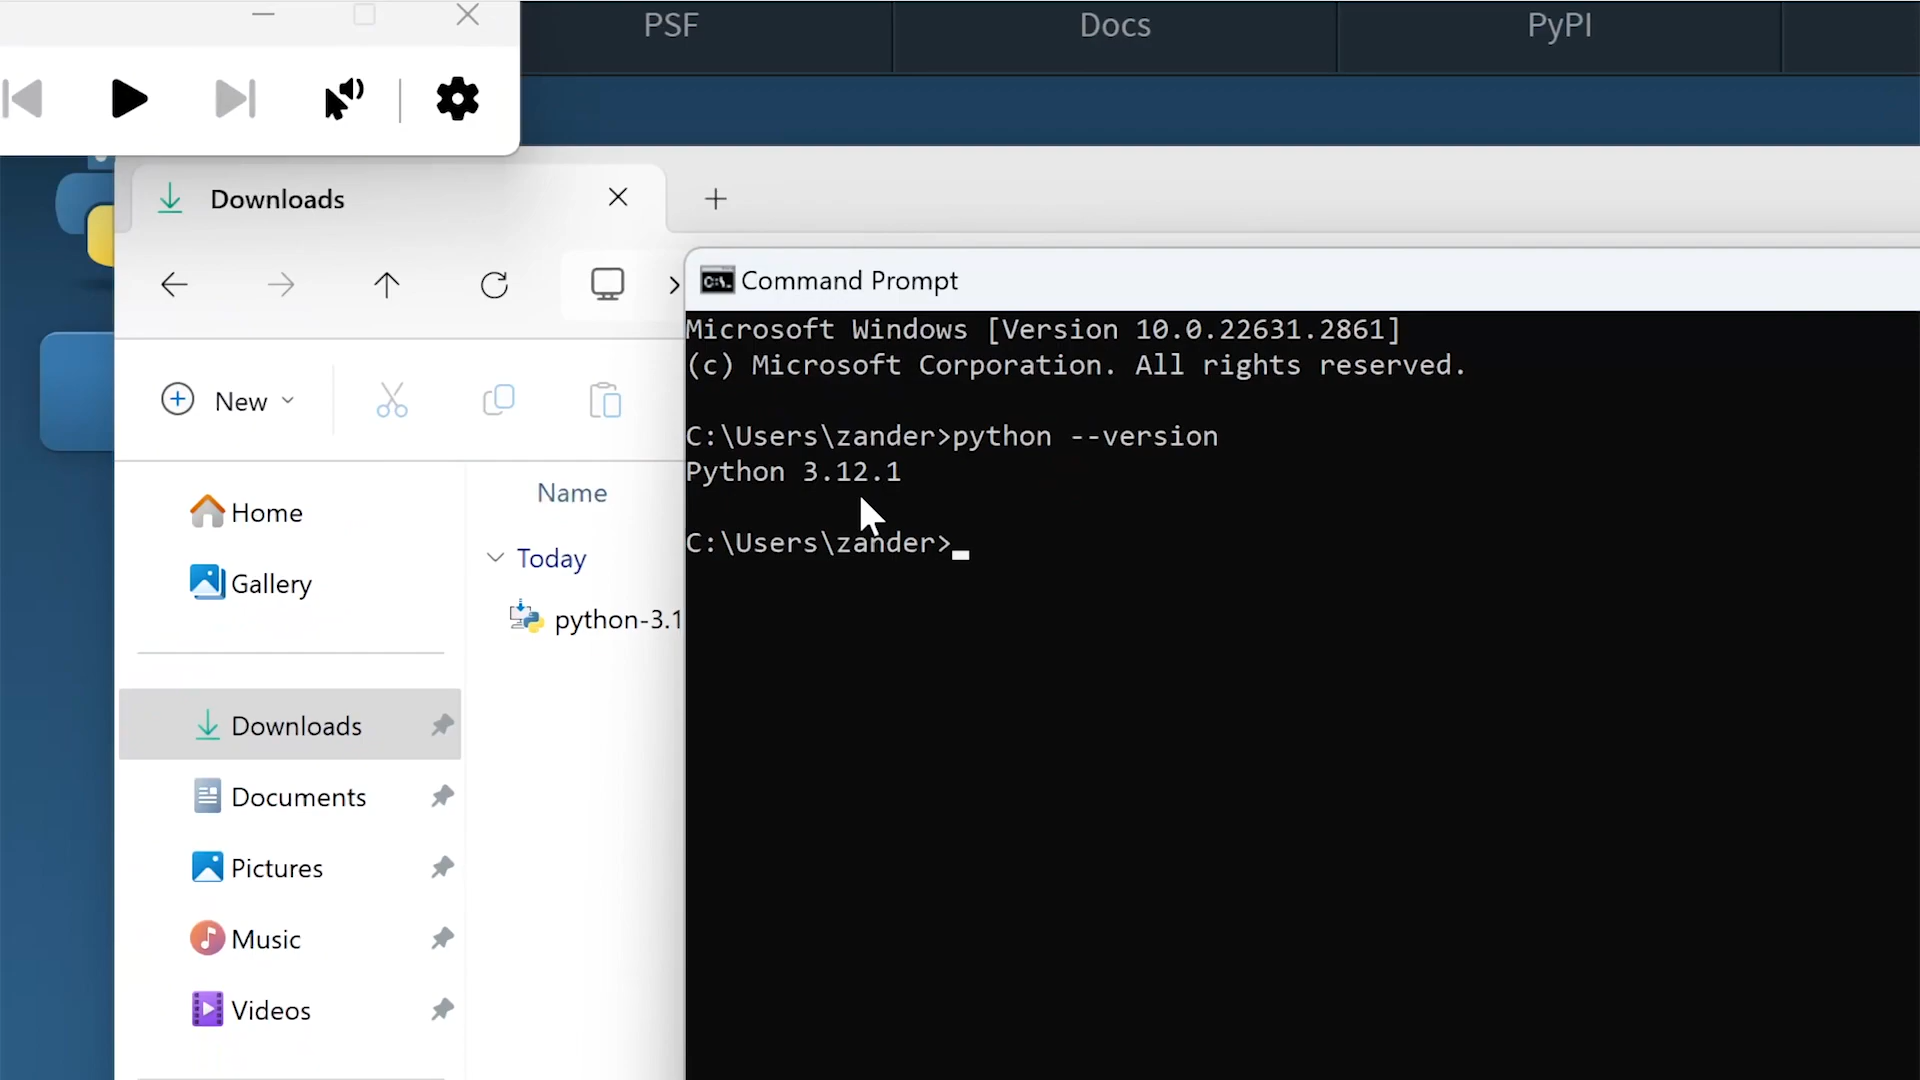 PSF
Docs
PyPI
Downloads
Command Prompt
Microsoft Windows [Version 10.0.22631.2861]
(c) Microsoft Corporation. All rights reserved.
C:\Users\zander>python --version
Python 3.12.1
C:\Users\zander>
New
Name
Today
python-3.1
Home
Gallery
Downloads
Documents
Pictures
Music
Videos